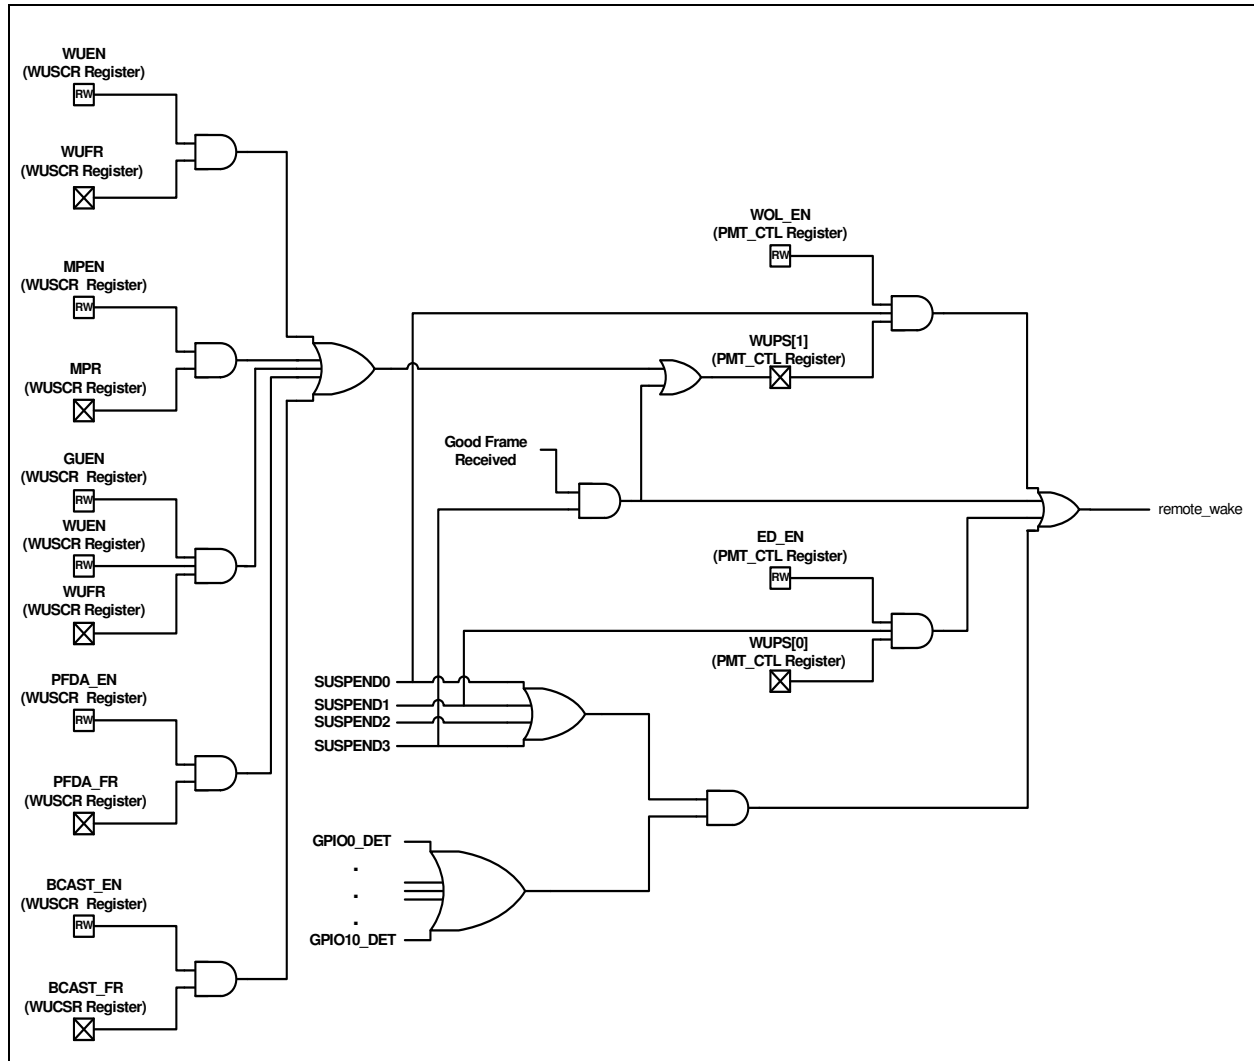 WUEN
(WUSCR Register)
RW
WUFR
(WUSCR Register)
MPEN
(WUSCR Register)
RW
MPR
(WUSCR Register)
GUEN
(WUSCR Register)
RW
WUEN
(WUSCR Register)
RW
WUFR
(WUSCR Register)
PFDA_EN
(WUSCR Register)
RW
PFDA_FR
(WUSCR Register)
BCAST_EN
(WUSCR Register)
RW
BCAST_FR
(WUCSR Register)
Good Frame
Received
SUSPEND0
SUSPEND1
SUSPEND2
SUSPEND3
GPIO0_DET
.
.
.
GPIO10_DET
WOL_EN
(PMT_CTL Register)
RW
WUPS[1]
(PMT_CTL Register)
ED_EN
(PMT_CTL Register)
RW
WUPS[0]
(PMT_CTL Register)
remote_wake